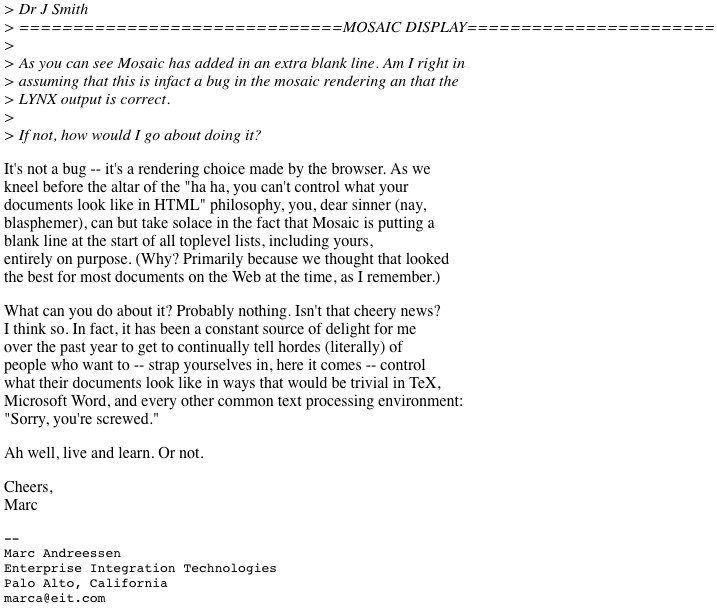 > Dr J Smith
> ==============================MOSAIC DISPLAY==========================
>
> As you can see Mosaic has added in an extra blank line. Am I right in
> assuming that this is infact a bug in the mosaic rendering an that the
> LYNX output is correct.
>
> If not, how would I go about doing it?
It's not a bug -- it's a rendering choice made by the browser. As we
kneel before the altar of the "ha ha, you can't control what your
documents look like in HTML" philosophy, you, dear sinner (nay,
blasphemer), can but take solace in the fact that Mosaic is putting a
blank line at the start of all toplevel lists, including yours,
entirely on purpose. (Why? Primarily because we thought that looked
the best for most documents on the Web at the time, as I remember.)
What can you do about it? Probably nothing. Isn't that cheery news?
I think so. In fact, it has been a constant source of delight for me
over the past year to get to continually tell hordes (literally) of
people who want to -- strap yourselves in, here it comes -- control
what their documents look like in ways that would be trivial in TeX,
Microsoft Word, and every other common text processing environment:
"Sorry, you're screwed."
Ah well, live and learn. Or not.
Cheers,
Marc
--
Marc Andreessen
Enterprise Integration Technologies
Palo Alto, California
marca@eit.com